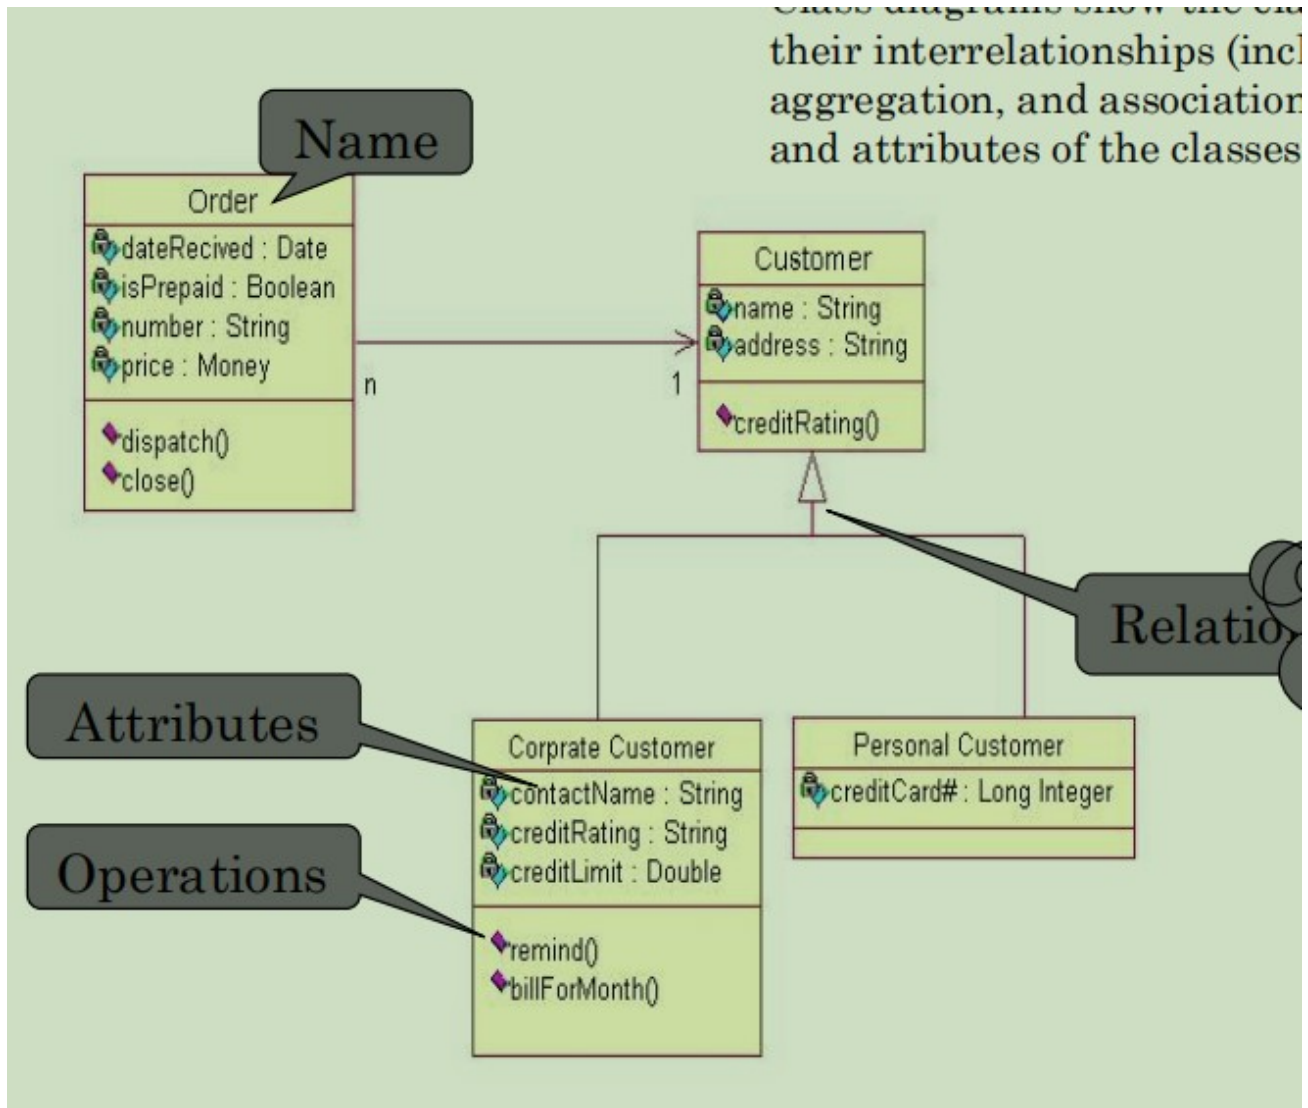 their interrelationships
aggregation, and association
and attributes of the classes
Name
Order
dateRecived : Date
isPrepaid : Boolean
number : String
price : Money
dispatch()
close()
n
1
Customer
name : String
address : String
creditRating()
Attributes
Operations
Corprate Customer
contactName : String
creditRating : String
creditLimit : Double
remind()
billForMonth()
Personal Customer
creditCard# : Long Integer